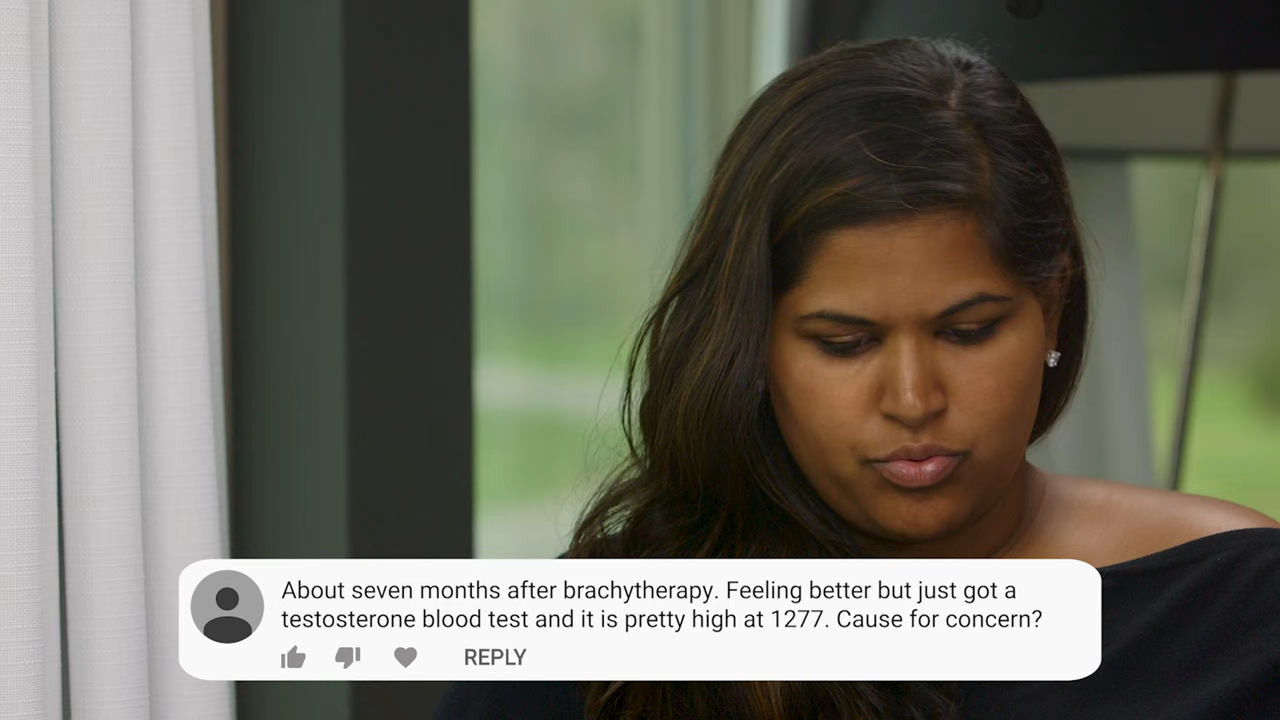 About seven months after brachytherapy. Feeling better but just got a
testosterone blood test and it is pretty high at 1277. Cause for concern?
REPLY